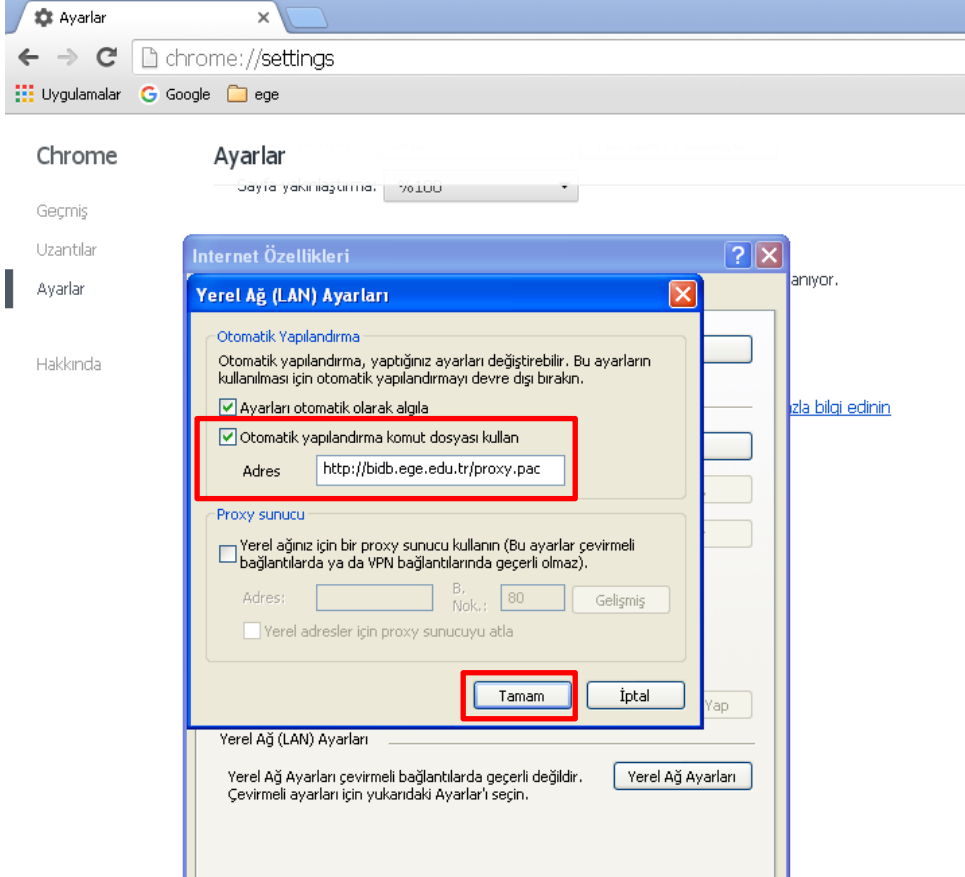 Ayarlar
chrome://settings
Uygulamalar Google ege
Chrome
Ayarlar
Sayfa yakınlaştırma: %100
Geçmiş
Uzantılar
Ayarlar
Hakkında
Internet Özellikleri
anıyor.
Yerel Ağ (LAN) Ayarları
Otomatik Yapılandırma
Otomatik yapılandırma, yaptığınız ayarları değiştirebilir. Bu ayarların
kullanılması için otomatik yapılandırmayı devre dışı bırakın.
Ayarları otomatik olarak algıla
zla bilgi edinin
Otomatik yapılandırma komut dosyası kullan
Adres http://bidb.ege.edu.tr/proxy.pac
Proxy sunucu
Yerel ağınız için bir proxy sunucu kullanın (Bu ayarlar çevirmeli
bağlantılarda ya da VPN bağlantılarında geçerli olmaz).
Adres: B. Nok.: 80 Gelişmiş
Yerel adresler için proxy sunucuyu atla
Tamam İptal
Yap
Yerel Ağ (LAN) Ayarları
Yerel Ağ Ayarları çevirmeli bağlantılarda geçerli değildir.
Çevirmeli ayarları için yukarıdaki Ayarlar'ı seçin.
Yerel Ağ Ayarları